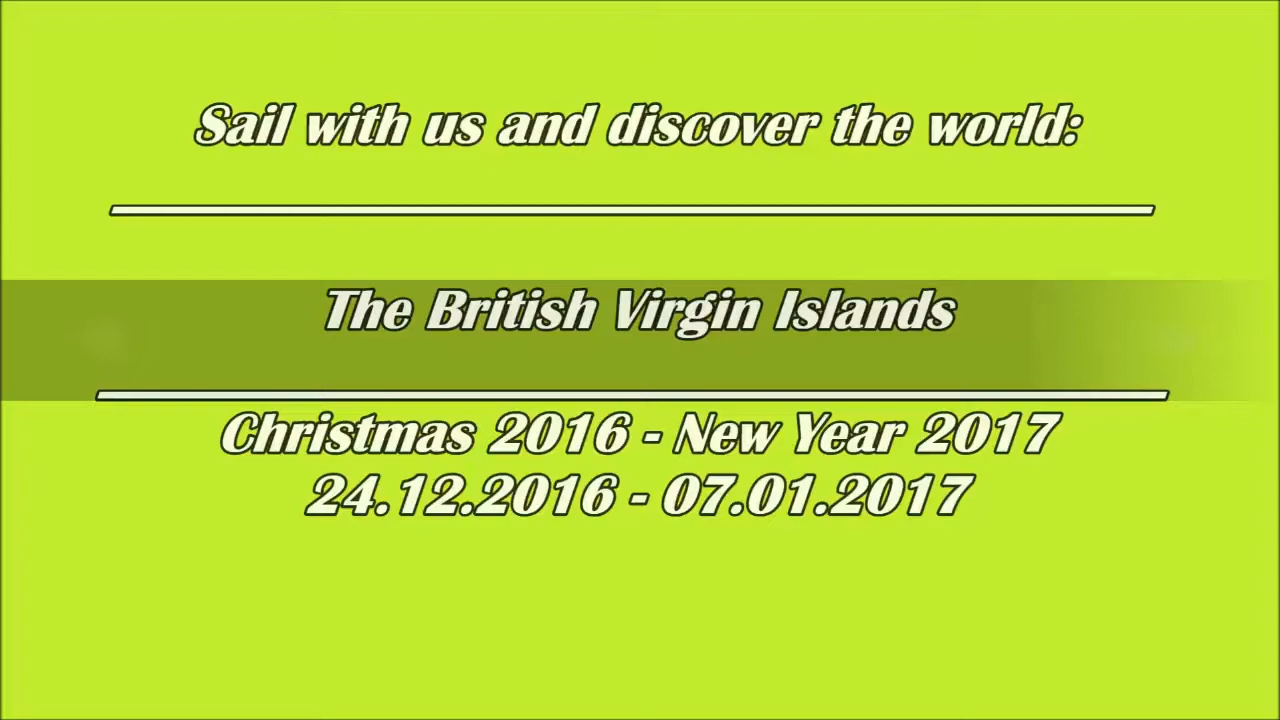 Sail with us and discover the world:
The British Virgin Islands
Christmas 2016 - New Year 2017
24.12.2016 - 07.01.2017